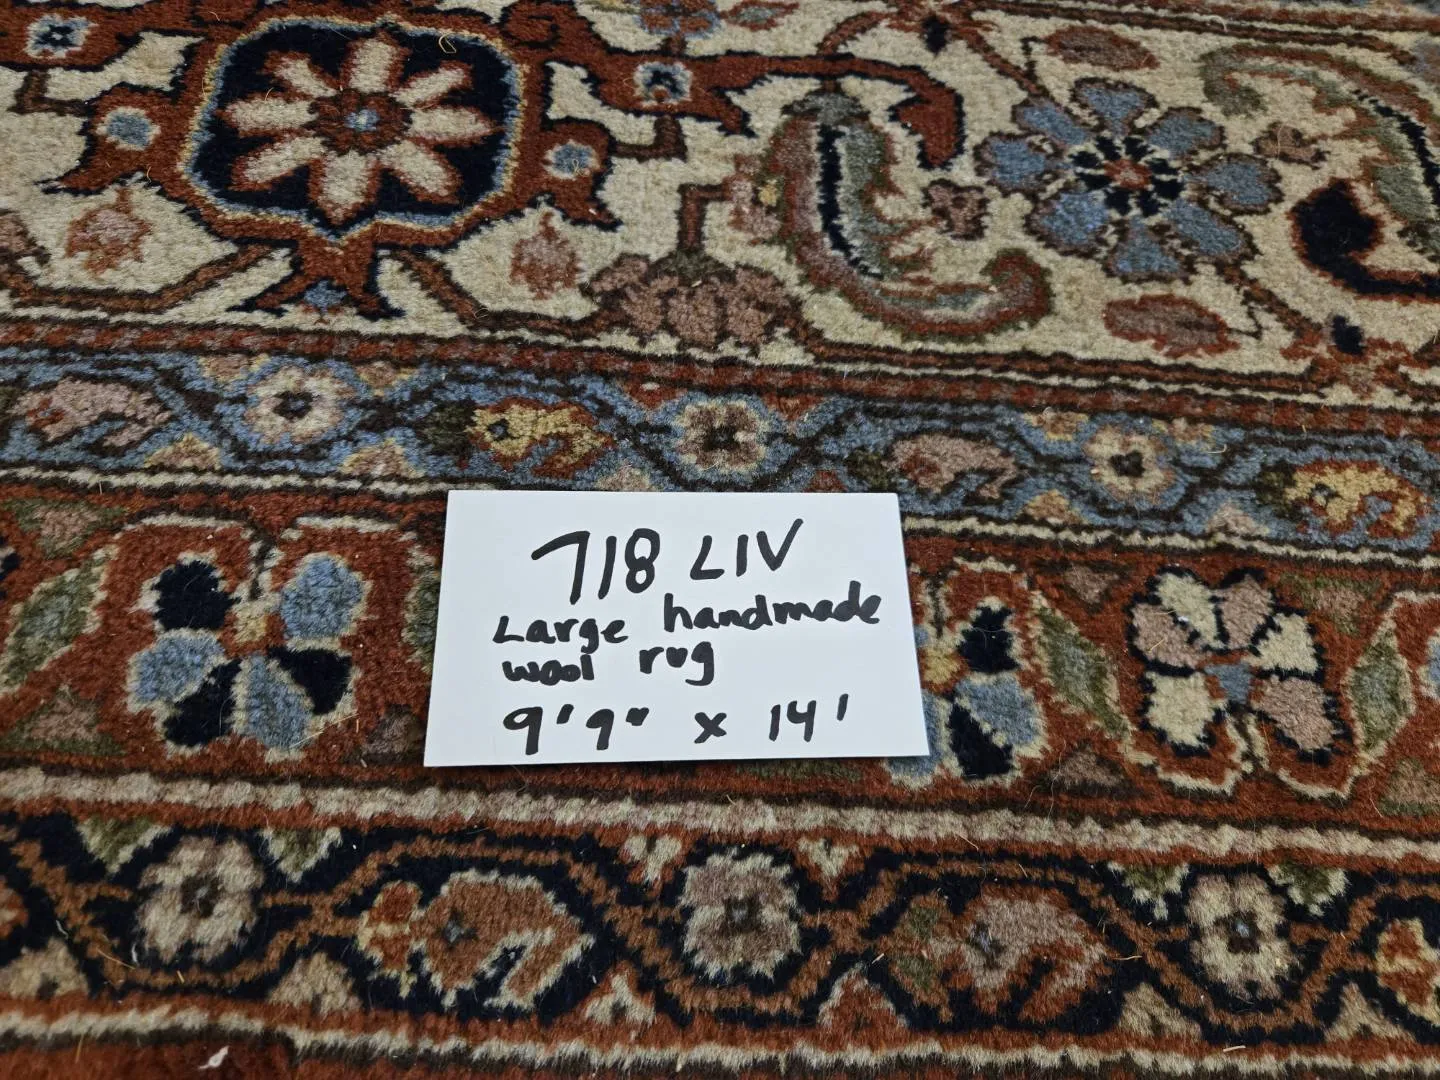 718 LIV
Large handmade
wool rug
9'9" x 14'